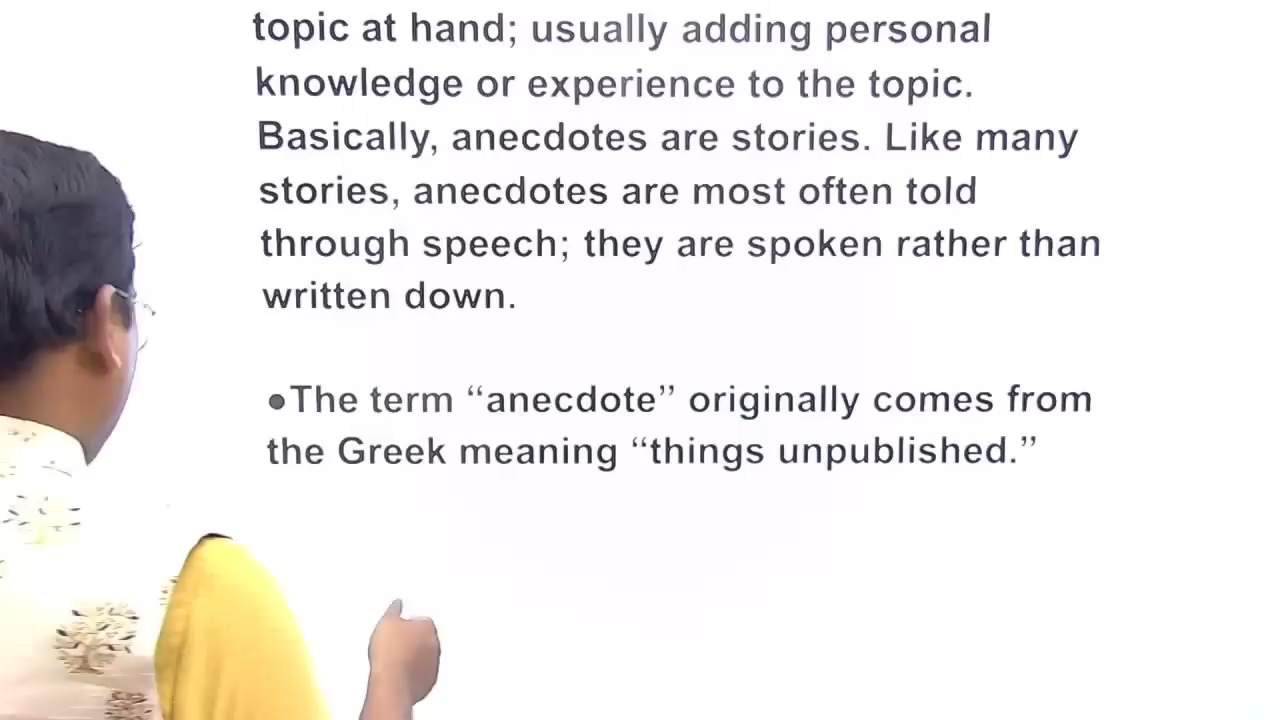 topic at hand; usually adding personal
knowledge or experience to the topic.
Basically, anecdotes are stories. Like many
stories, anecdotes are most often told
through speech; they are spoken rather than
written down.
●The term “anecdote” originally comes from
the Greek meaning “things unpublished.”